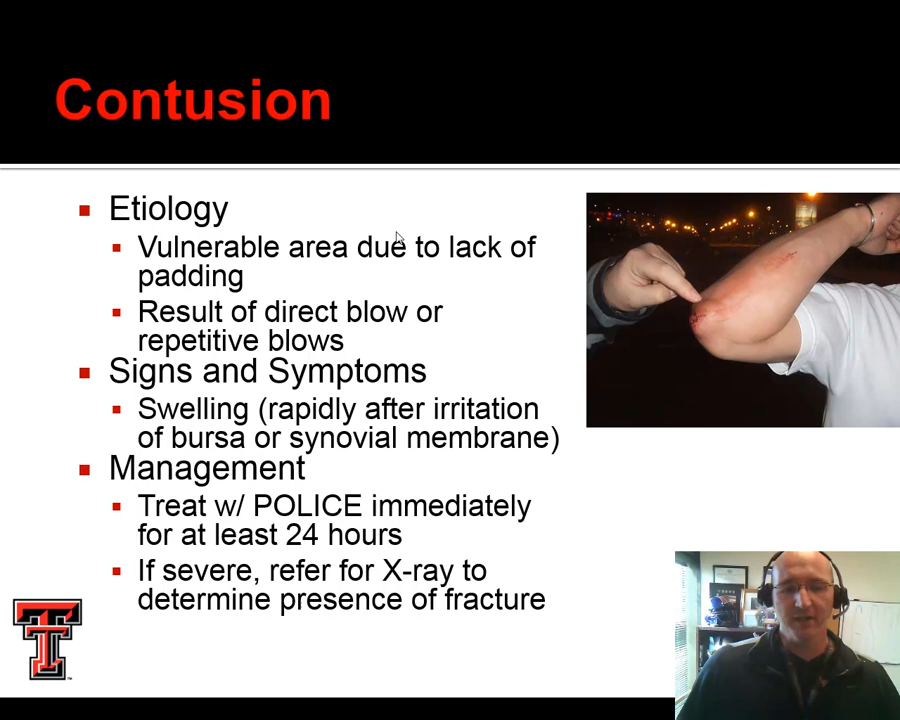 Contusion
Etiology
Vulnerable area due to lack of
padding
Result of direct blow or
repetitive blows
Signs and Symptoms
Swelling (rapidly after irritation
of bursa or synovial membrane)
Management
Treat w/ POLICE immediately
for at least 24 hours
If severe, refer for X-ray to
determine presence of fracture